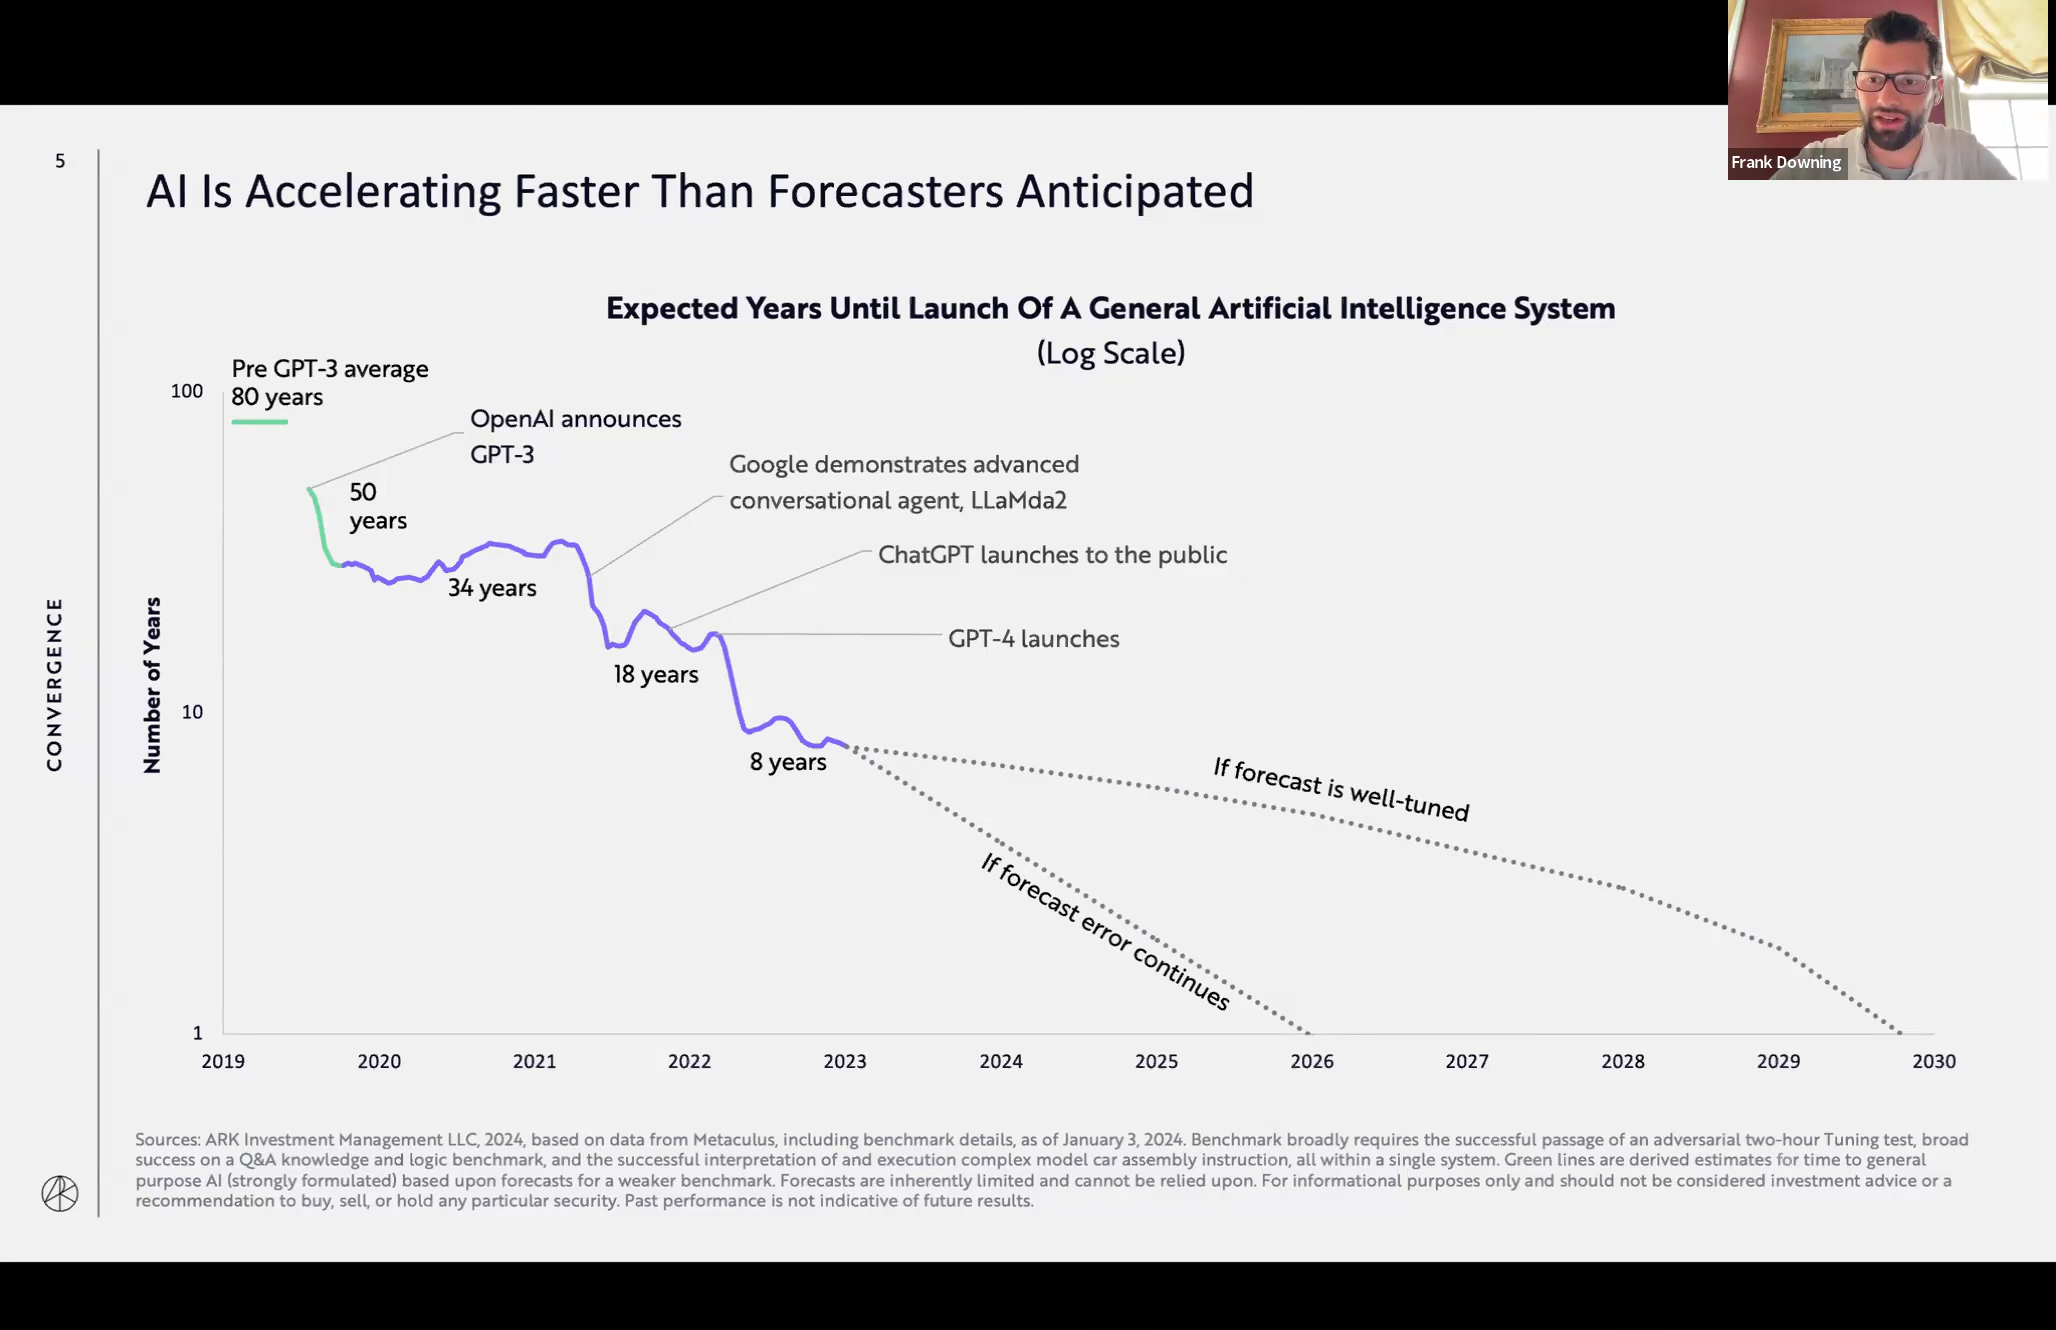 Frank Downing
5
AI Is Accelerating Faster Than Forecasters Anticipated
Expected Years Until Launch Of A General Artificial Intelligence System
(Log Scale)
CONVERGENCE
Number of Years
100
10
1
Pre GPT-3 average
80 years
OpenAI announces
GPT-3
50
years
Google demonstrates advanced
conversational agent, LLaMda2
34 years
ChatGPT launches to the public
GPT-4 launches
18 years
8 years
If forecast is well-tuned
If forecast error continues
2019 2020 2021 2022 2023 2024 2025 2026 2027 2028 2029 2030
Sources: ARK Investment Management LLC, 2024, based on data from Metaculus, including benchmark details, as of January 3, 2024. Benchmark broadly requires the successful passage of an adversarial two-hour Tuning test, broad
success on a Q&A knowledge and logic benchmark, and the successful interpretation of and execution complex model car assembly instruction, all within a single system. Green lines are derived estimates for time to general
purpose AI (strongly formulated) based upon forecasts for a weaker benchmark. Forecasts are inherently limited and cannot be relied upon. For informational purposes only and should not be considered investment advice or a
recommendation to buy, sell, or hold any particular security. Past performance is not indicative of future results.